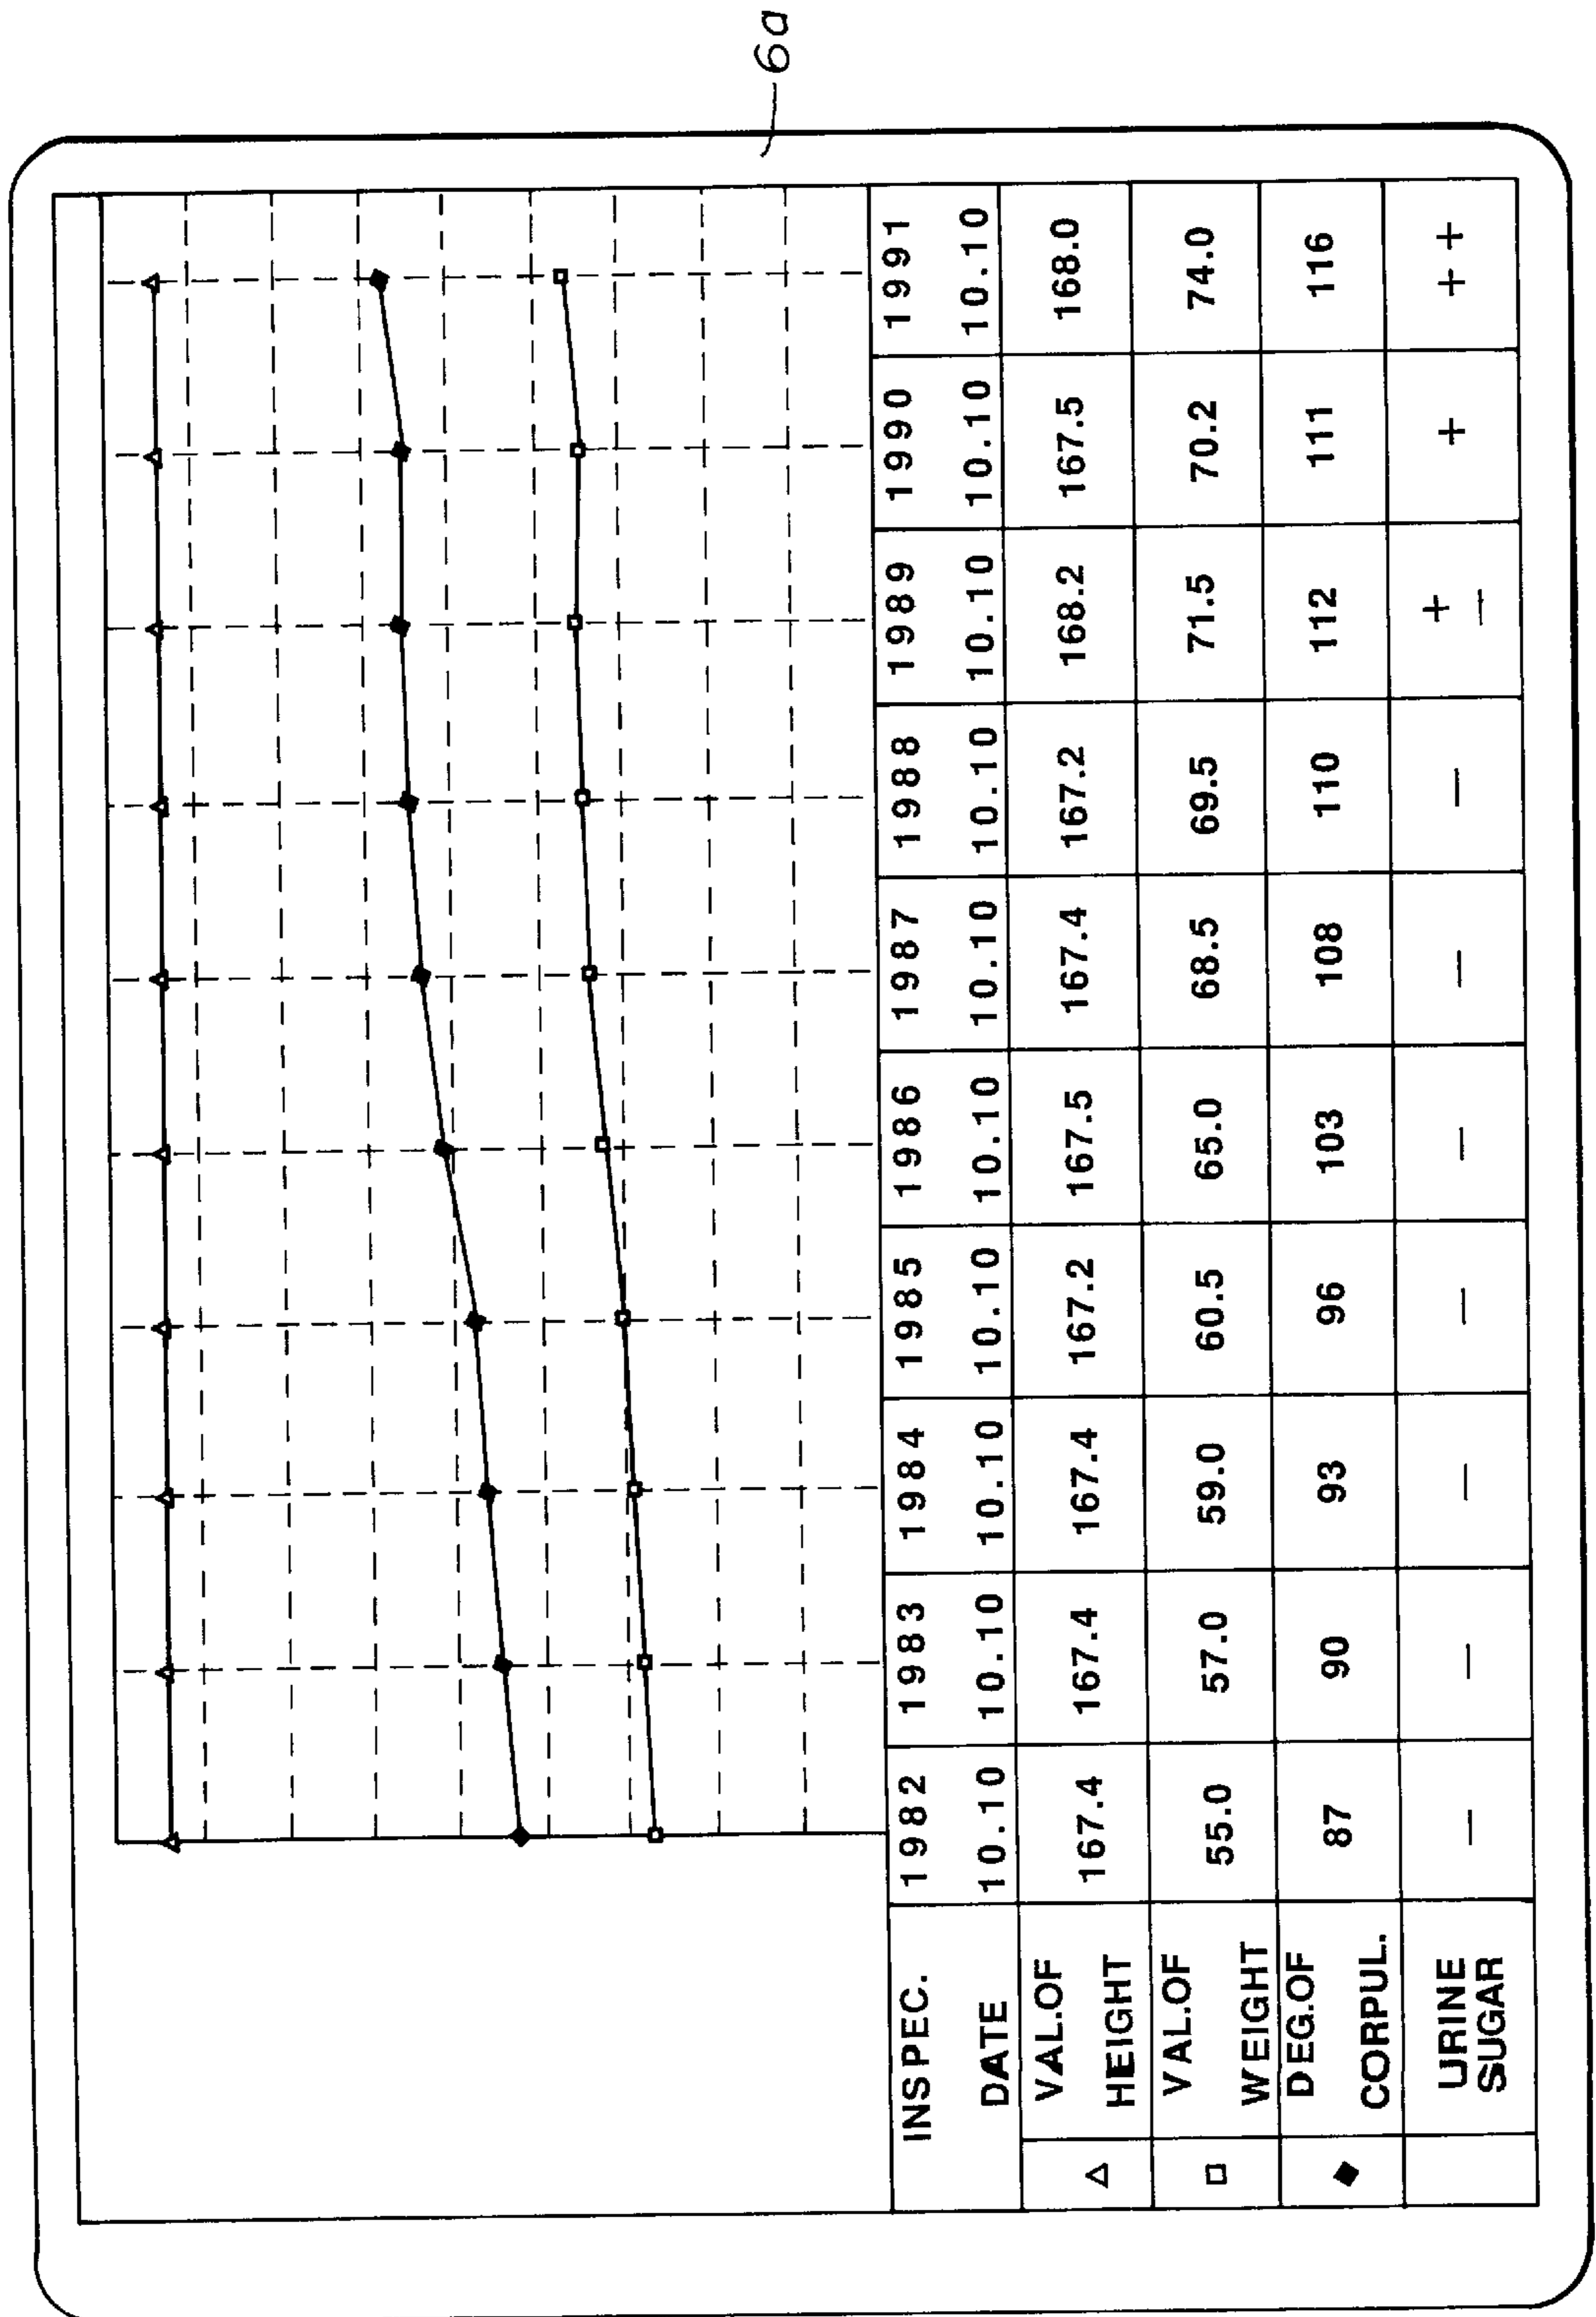 6a
INSPEC. DATE 1982 10.10 1983 10.10 1984 10.10 1985 10.10 1986 10.10 1987 10.10 1988 10.10 1989 10.10 1990 10.10 1991 10.10
△ VAL.OF HEIGHT 167.4 167.4 167.4 167.2 167.5 167.4 167.2 168.2 167.5 168.0
□ VAL.OF WEIGHT 55.0 57.0 59.0 60.5 65.0 68.5 69.5 71.5 70.2 74.0
◆ DEG.OF CORPUL. 87 90 93 96 103 108 110 112 111 116
URINE SUGAR – – – – – – – + – + + +